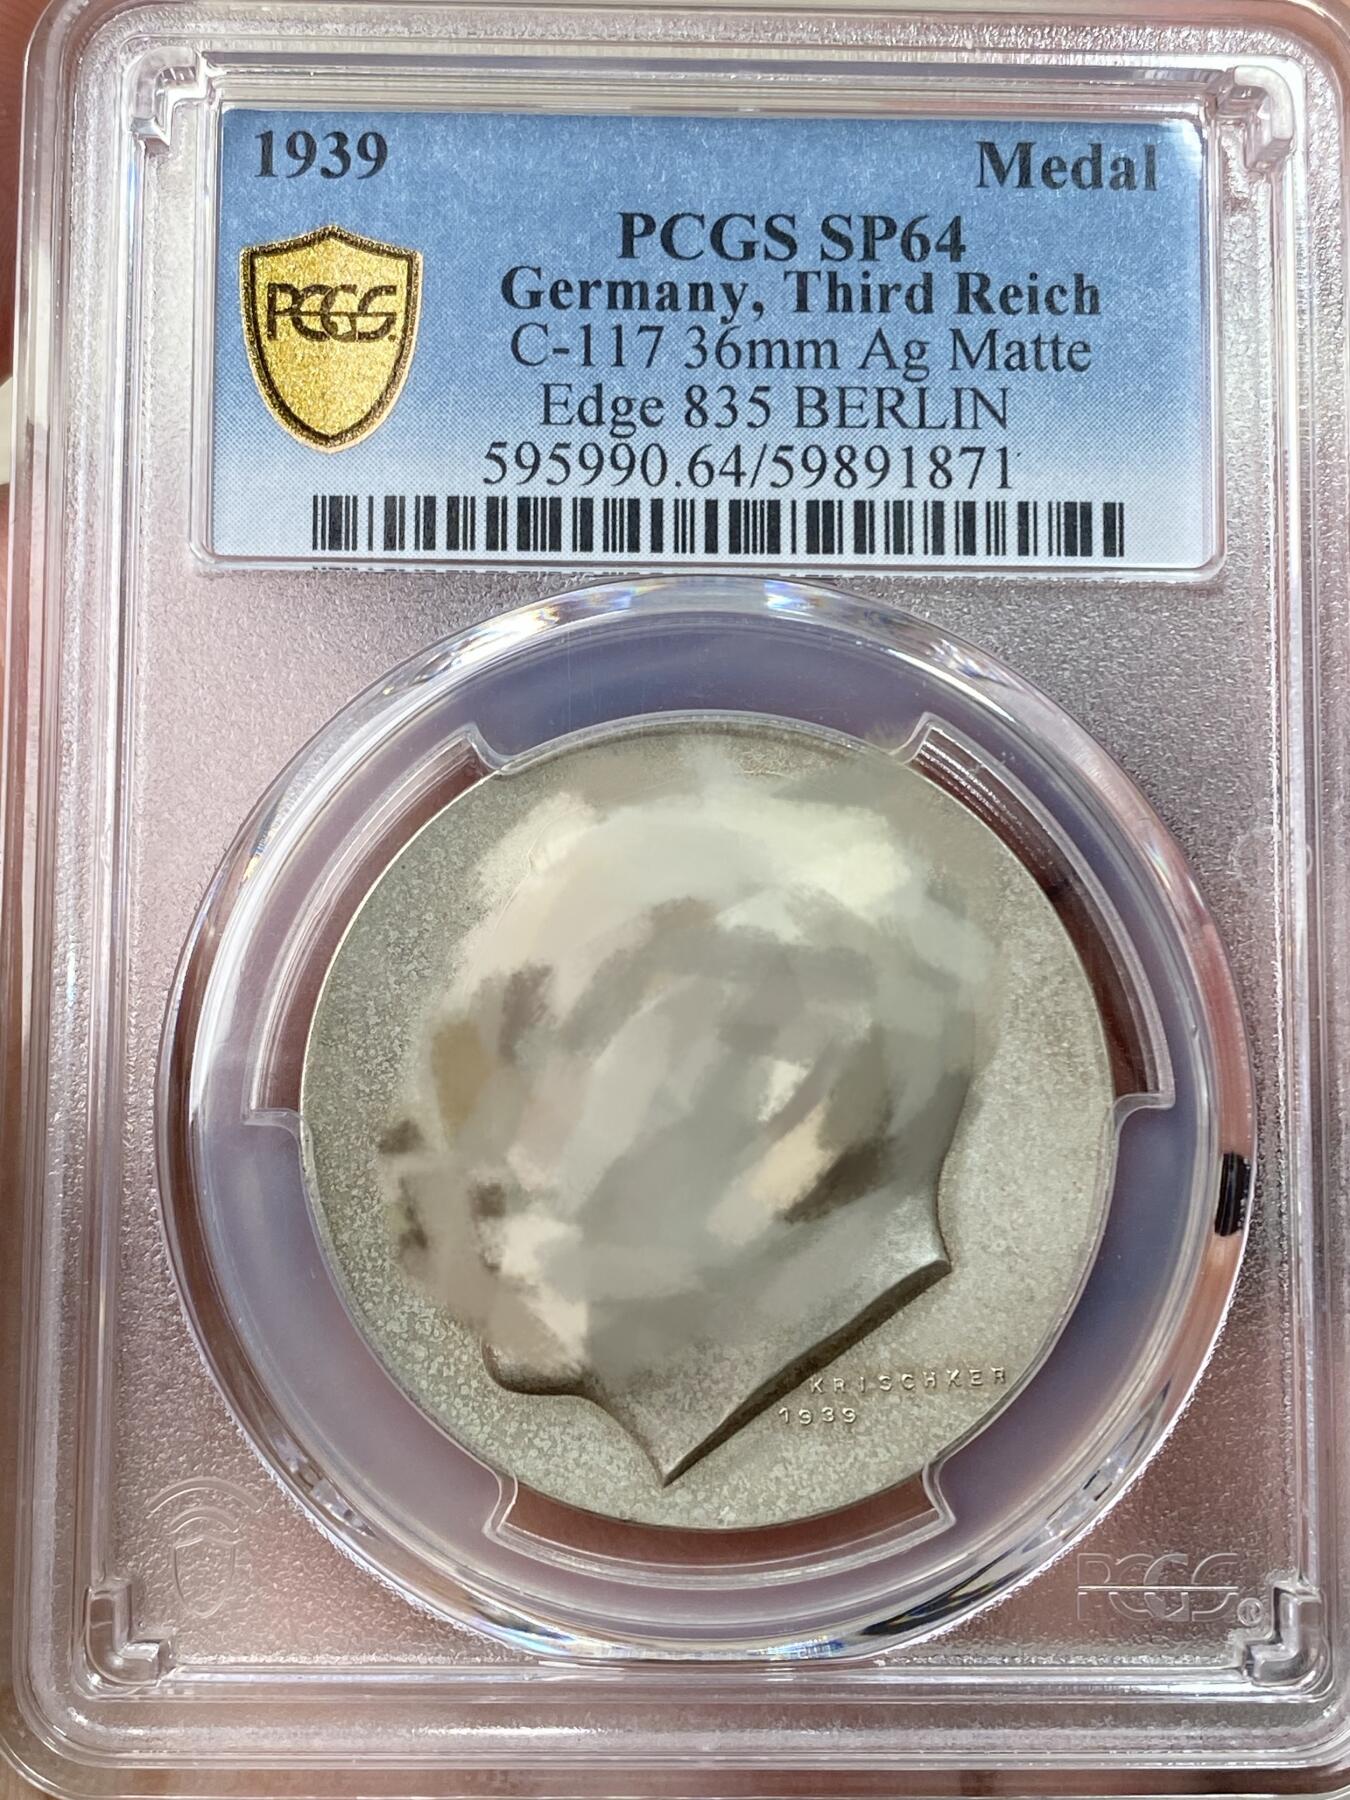 1939 Medal
PCGS SP64
PCGS
Germany, Third Reich
C-117 36mm Ag Matte
Edge 835 BERLIN
595990.64/59891871
KRISCHKER
1939
PCGS